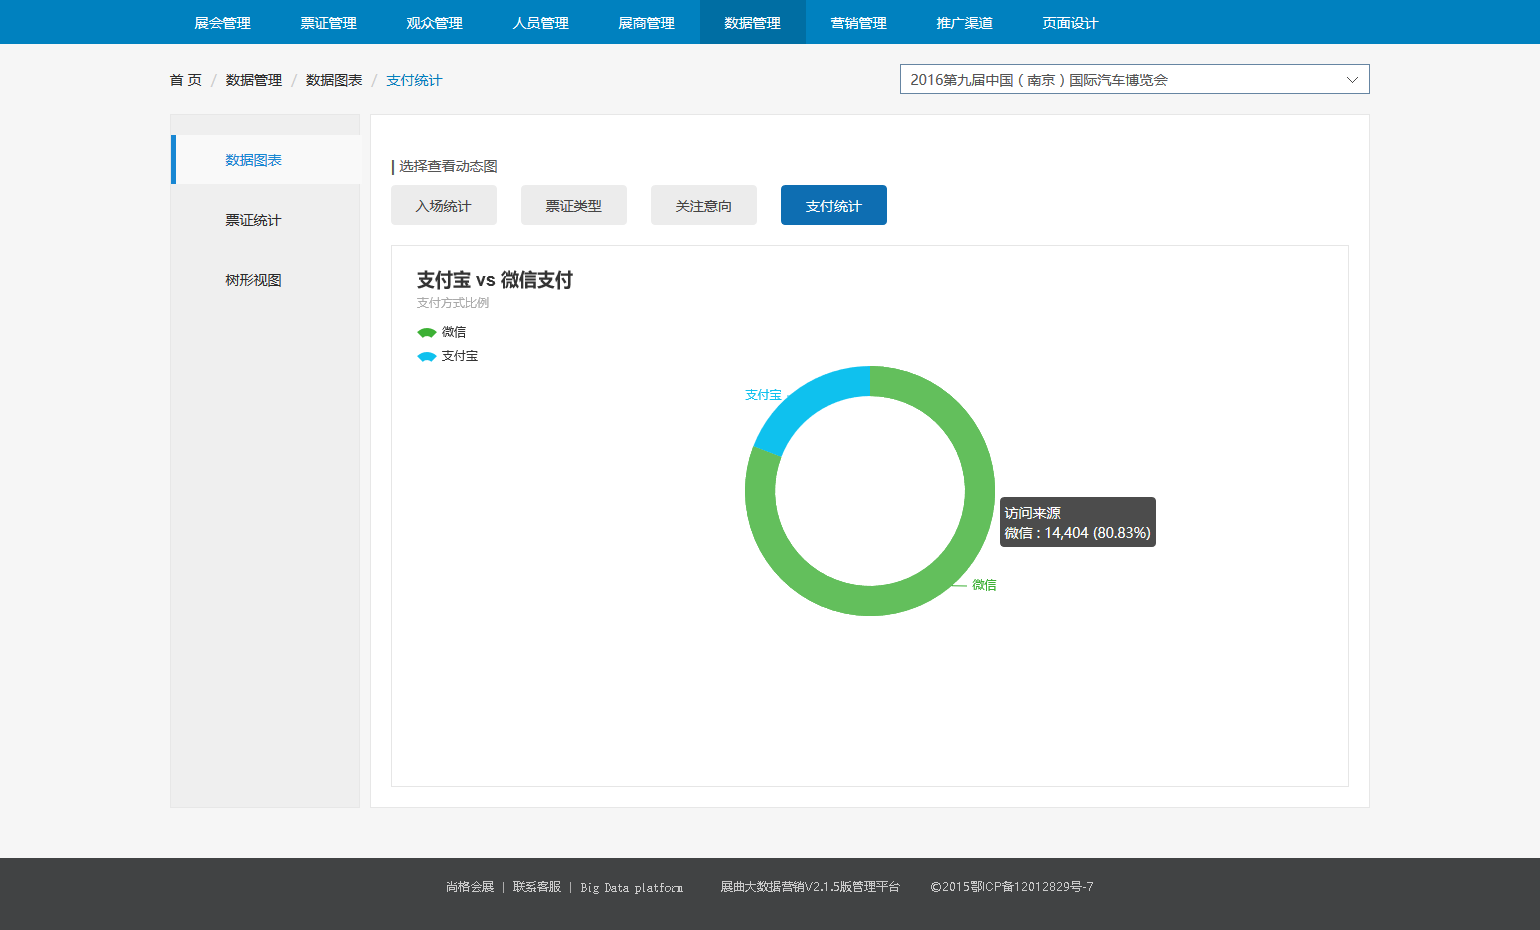 展会管理 票证管理 观众管理 人员管理 展商管理 数据管理 营销管理 推广渠道 页面设计
首 页 / 数据管理 / 数据图表 / 支付统计
2016第九届中国（南京）国际汽车博览会
数据图表
票证统计
树形视图
选择查看动态图
入场统计 票证类型 关注意向 支付统计
支付宝 vs 微信支付
支付方式比例
微信
支付宝
支付宝
访问来源
微信 : 14,404 (80.83%)
微信
尚格会展 | 联系客服 | Big Data platform 展曲大数据营销V2.1.5版管理平台 ©2015鄂ICP备12012829号-7